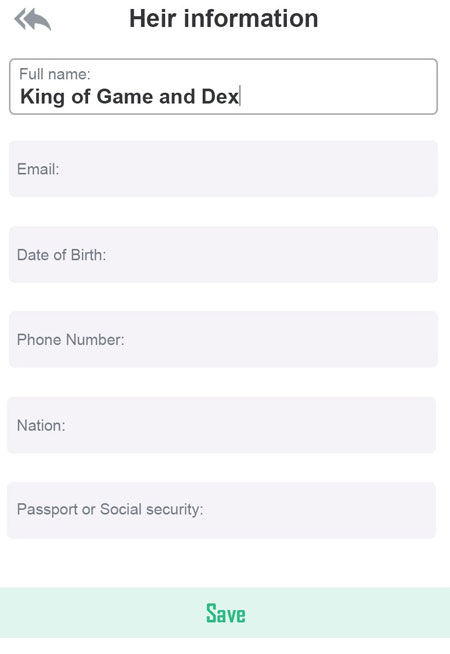 Heir information
Full name:
King of Game and Dex
Email:
Date of Birth:
Phone Number:
Nation:
Passport or Social security:
Save